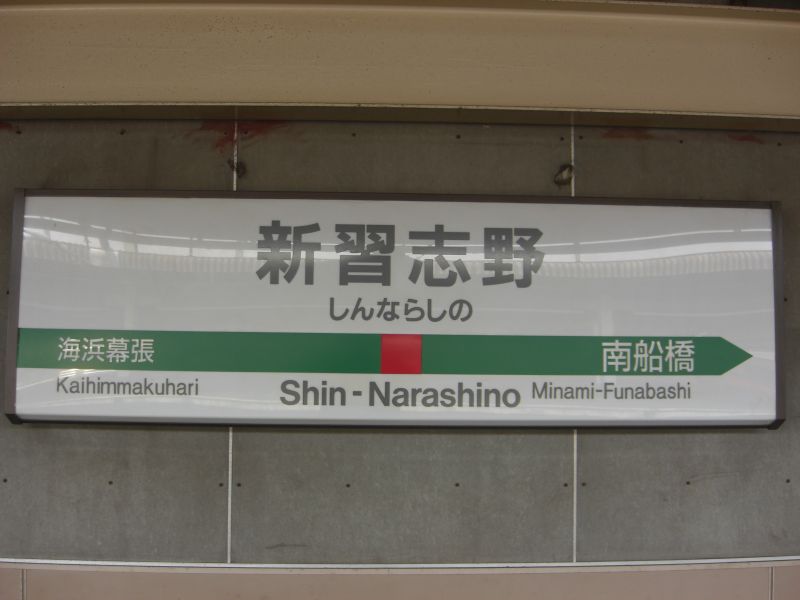 新習志野
しんならしの
海浜幕張 南船橋
Kaihimmakuhari Shin-Narashino Minami-Funabashi